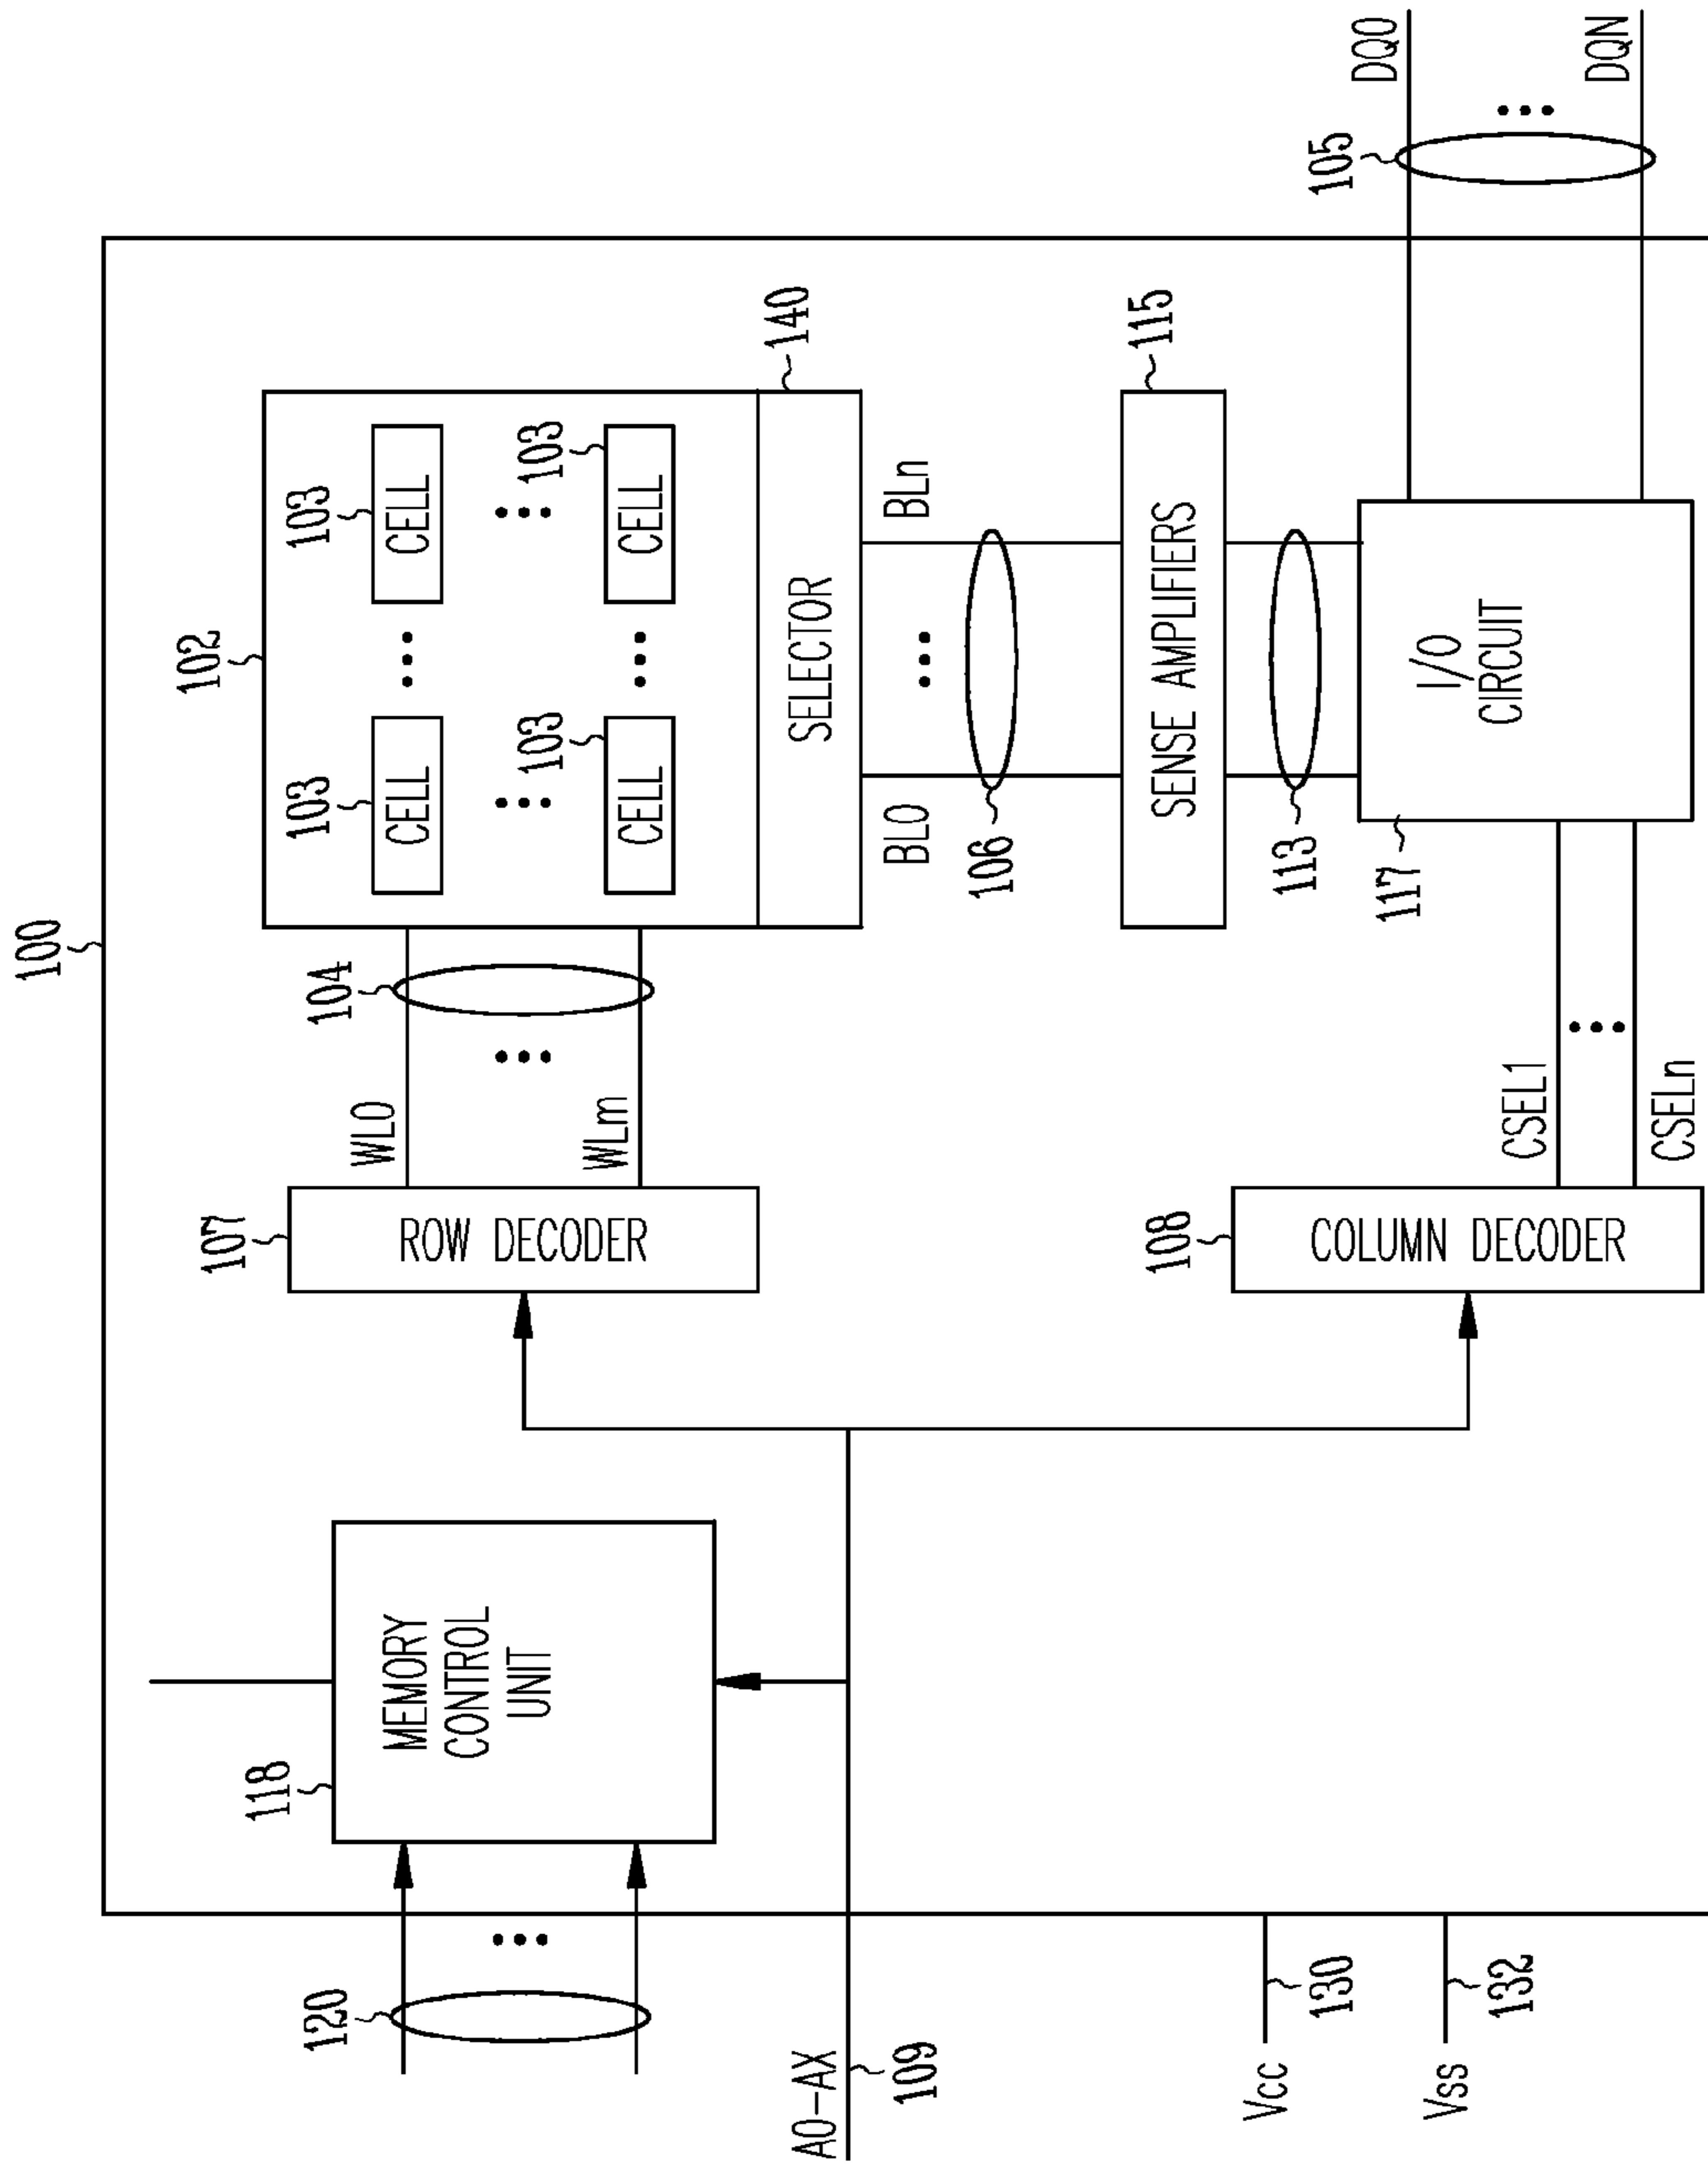 100
102
103
CELL
103
CELL
103
CELL
103
CELL
104
WL0
WLm
107
ROW DECODER
SELECTOR
140
BL0
BLn
106
SENSE AMPLIFIERS
115
113
I/O
CIRCUIT
117
105
DQ0
DQN
CSEL1
CSELn
108
COLUMN DECODER
118
MEMORY
CONTROL
UNIT
120
A0-AX
109
Vcc
130
Vss
132